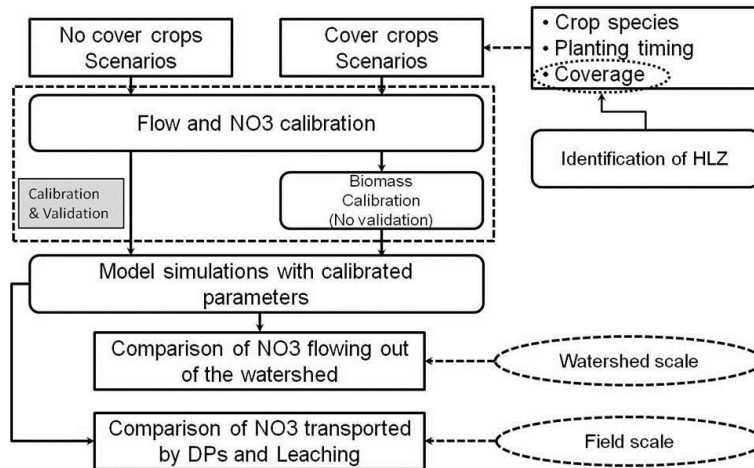 No cover crops
Scenarios
Cover crops
Scenarios
• Crop species
• Planting timing
• Coverage
Flow and NO3 calibration
Identification of HLZ
Calibration
& Validation
Biomass
Calibration
(No validation)
Model simulations with calibrated
parameters
Comparison of NO3 flowing out
of the watershed
Watershed scale
Comparison of NO3 transported
by DPs and Leaching
Field scale